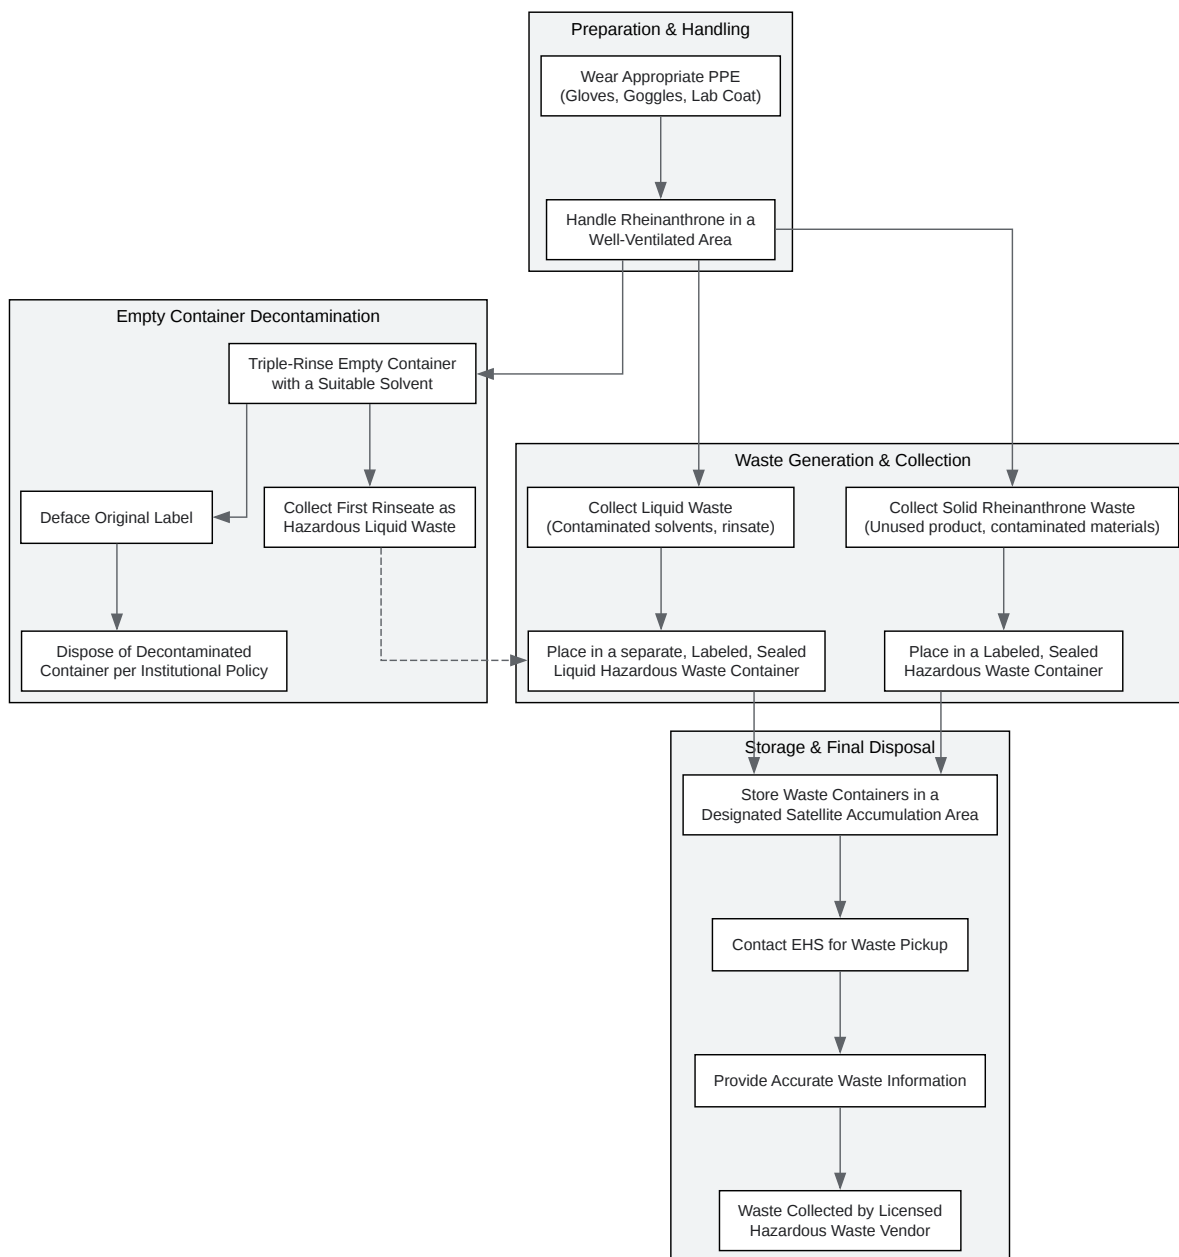 Preparation & Handling
Wear Appropriate PPE
(Gloves, Goggles, Lab Coat)
Handle Rheinanthrone in a
Well-Ventilated Area
Empty Container Decontamination
Triple-Rinse Empty Container
with a Suitable Solvent
Deface Original Label
Collect First Rinseate as
Hazardous Liquid Waste
Dispose of Decontaminated
Container per Institutional Policy
Waste Generation & Collection
Collect Liquid Waste
(Contaminated solvents, rinsate)
Collect Solid Rheinanthrone Waste
(Unused product, contaminated materials)
Place in a separate, Labeled, Sealed
Liquid Hazardous Waste Container
Place in a Labeled, Sealed
Hazardous Waste Container
Storage & Final Disposal
Store Waste Containers in a
Designated Satellite Accumulation Area
Contact EHS for Waste Pickup
Provide Accurate Waste Information
Waste Collected by Licensed
Hazardous Waste Vendor